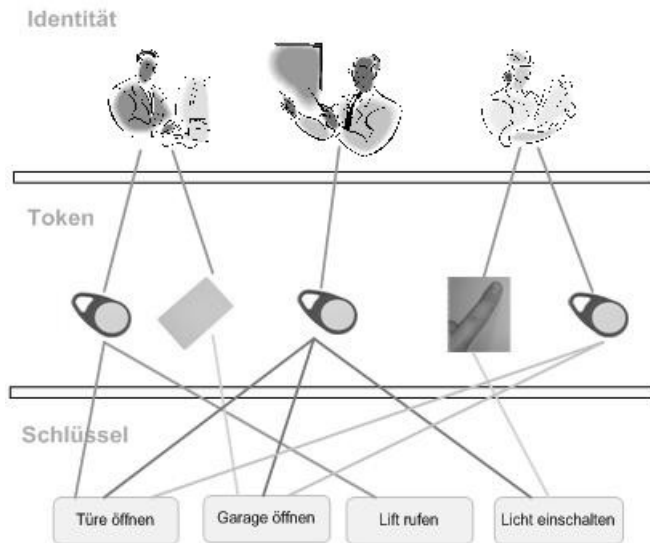 Identität
Token
Schlüssel
Türe öffnen
Garage öffnen
Lift rufen
Licht einschalten